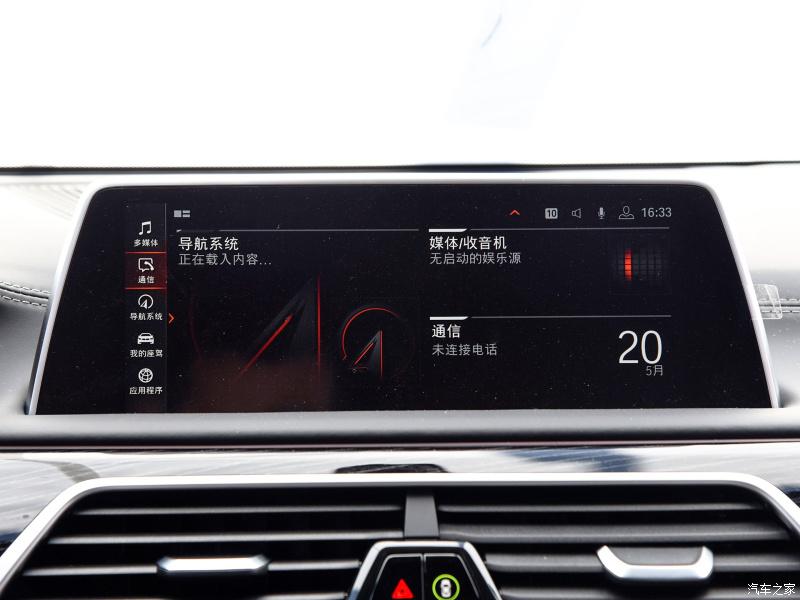 10
16:33
多媒体
通信
导航系统
我的座驾
应用程序
导航系统
正在载入内容...
媒体/收音机
无启动的娱乐源
通信
未连接电话
20
5月
汽车之家